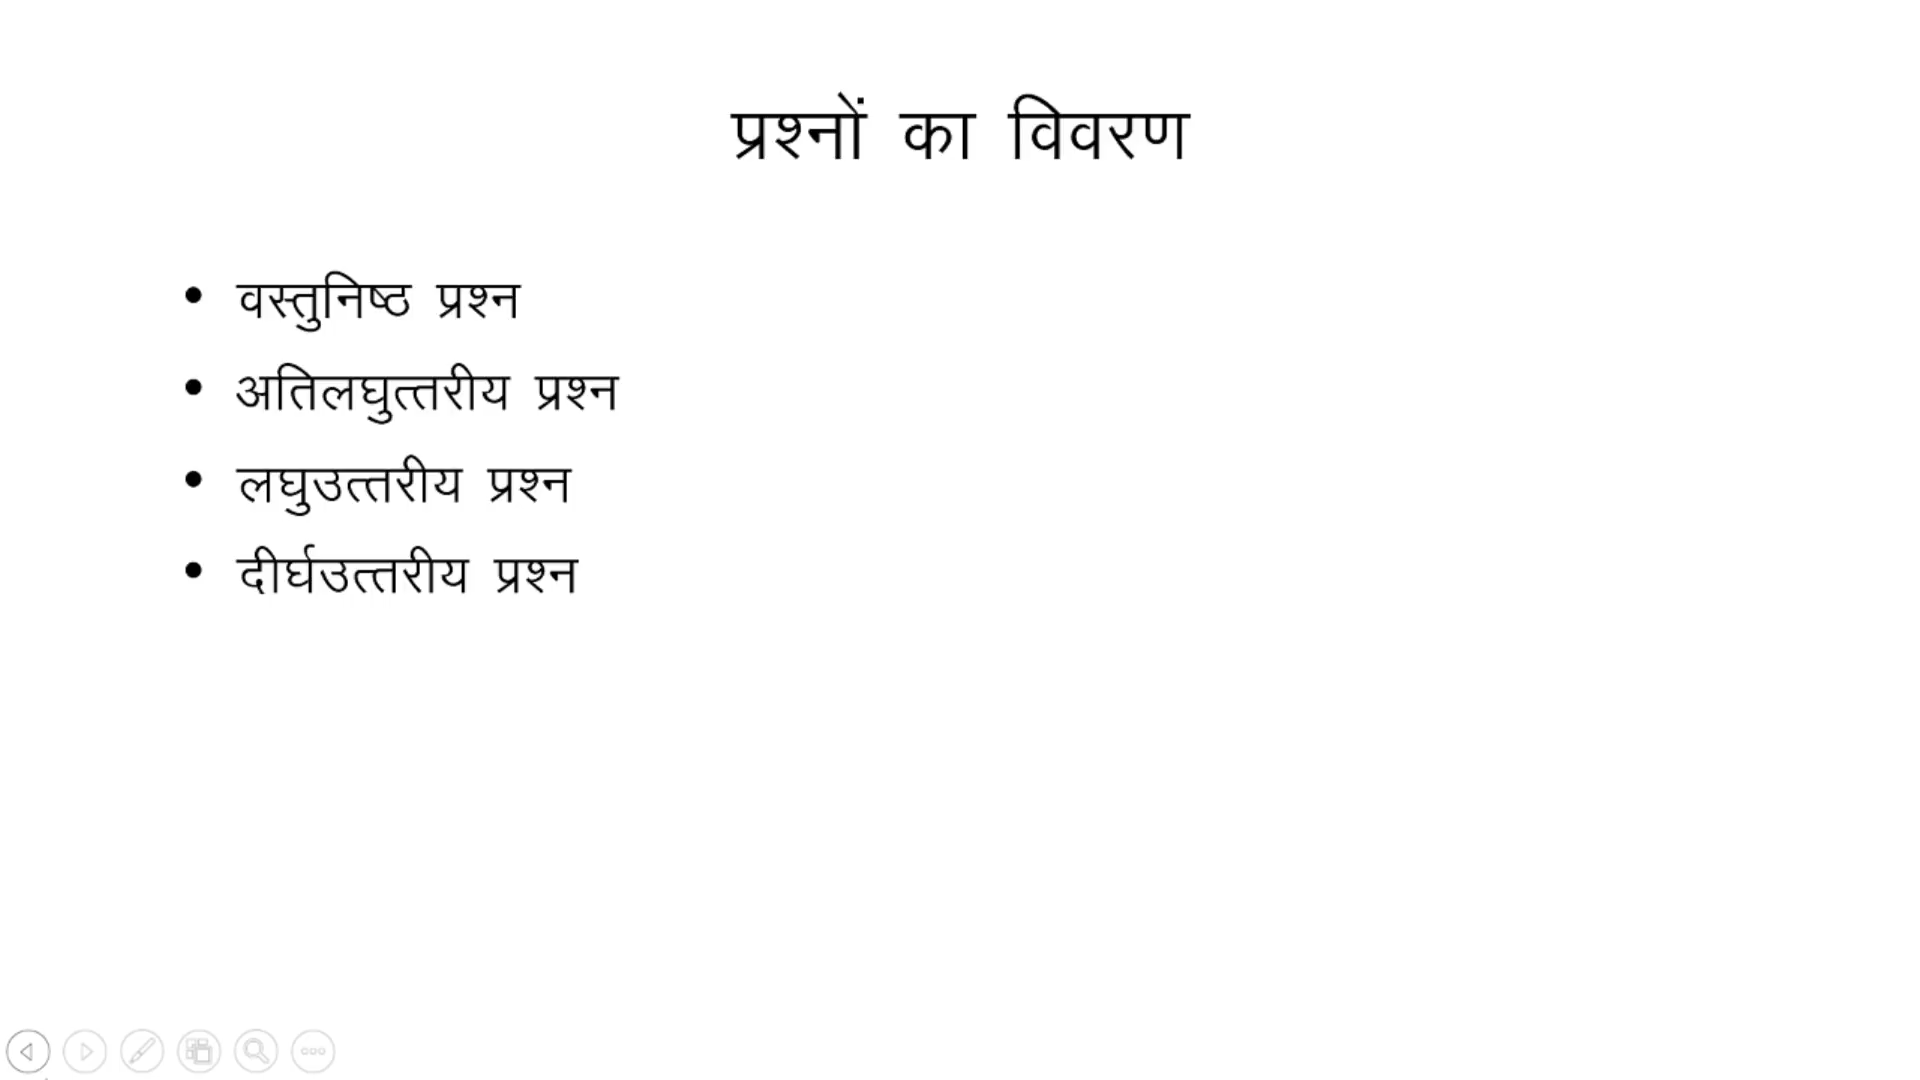 प्रश्नों का विवरण
• वस्तुनिष्ठ प्रश्न
• अतिलघुत्तरीय प्रश्न
• लघुउत्तरीय प्रश्न
• दीर्घउत्तरीय प्रश्न